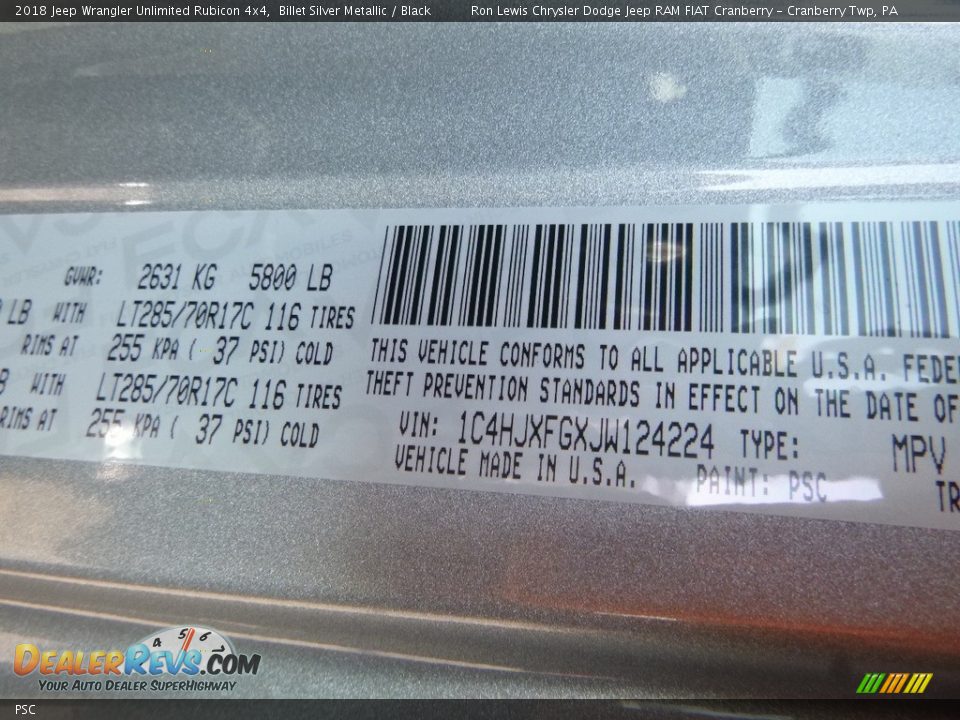 2018 Jeep Wrangler Unlimited Rubicon 4x4, Billet Silver Metallic / Black Ron Lewis Chrysler Dodge Jeep RAM FIAT Cranberry - Cranberry Twp, PA
GVWR: 2631 KG 5800 LB
LB WITH LT285/70R17C 116 TIRES
RIMS AT 255 KPA ( 37 PSI) COLD
WITH LT285/70R17C 116 TIRES
RIMS AT 255 KPA ( 37 PSI) COLD
THIS VEHICLE CONFORMS TO ALL APPLICABLE U.S.A. FEDE
THEFT PREVENTION STANDARDS IN EFFECT ON THE DATE OF
VIN: 1C4HJXFGXJW124224 TYPE: MPV
VEHICLE MADE IN U.S.A. PAINT: PSC TR
4 5 6
DealerRevs.com
Your Auto Dealer SuperHighway
PSC